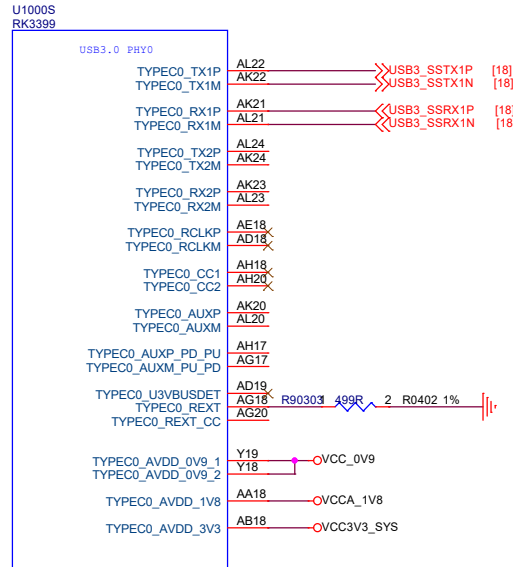 U1000S
RK3399
USB3.0 PHY0
TYPEC0_TX1P AL22 USB3_SSTX1P [18]
TYPEC0_TX1M AK22 USB3_SSTX1N [18]
TYPEC0_RX1P AK21 USB3_SSRX1P [18]
TYPEC0_RX1M AL21 USB3_SSRX1N [18
TYPEC0_TX2P AL24
TYPEC0_TX2M AK24
TYPEC0_RX2P AK23
TYPEC0_RX2M AL23
TYPEC0_RCLKP AE18
TYPEC0_RCLKM AD18
TYPEC0_CC1 AH18
TYPEC0_CC2 AH20
TYPEC0_AUXP AK20
TYPEC0_AUXM AL20
TYPEC0_AUXP_PD_PU AH17
TYPEC0_AUXM_PU_PD AG17
TYPEC0_U3VBUSDET AD19
TYPEC0_REXT AG18 R90303 1 499R 2 R0402 1%
TYPEC0_REXT_CC AG20
TYPEC0_AVDD_0V9_1 Y19 VCC_0V9
TYPEC0_AVDD_0V9_2 Y18
TYPEC0_AVDD_1V8 AA18 VCCA_1V8
TYPEC0_AVDD_3V3 AB18 VCC3V3_SYS